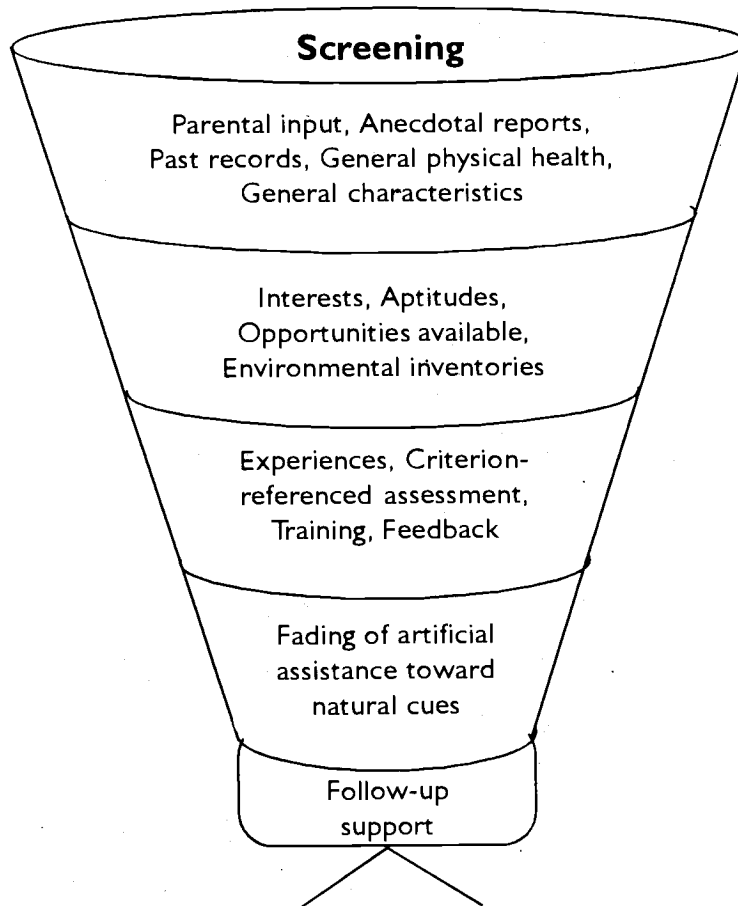 Screening
Parental input, Anecdotal reports,
Past records, General physical health,
General characteristics
Interests, Aptitudes,
Opportunities available,
Environmental inventories
Experiences, Criterion-
referenced assessment,
Training, Feedback
Fading of artificial
assistance toward
natural cues
Follow-up
support